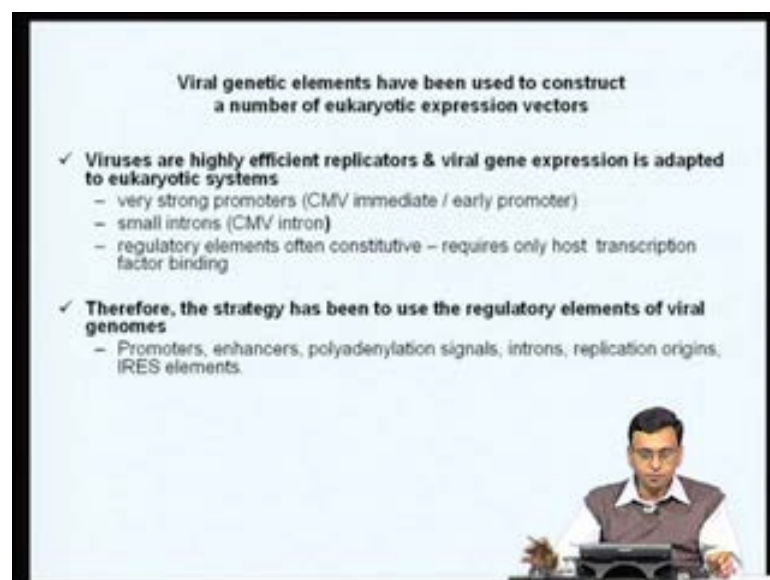 Viral genetic elements have been used to construct
a number of eukaryotic expression vectors
✓ Viruses are highly efficient replicators & viral gene expression is adapted
to eukaryotic systems
– very strong promoters (CMV immediate / early promoter)
– small introns (CMV intron)
– regulatory elements often constitutive – requires only host transcription
factor binding
✓ Therefore, the strategy has been to use the regulatory elements of viral
genomes
– Promoters, enhancers, polyadenylation signals, introns, replication origins,
IRES elements.